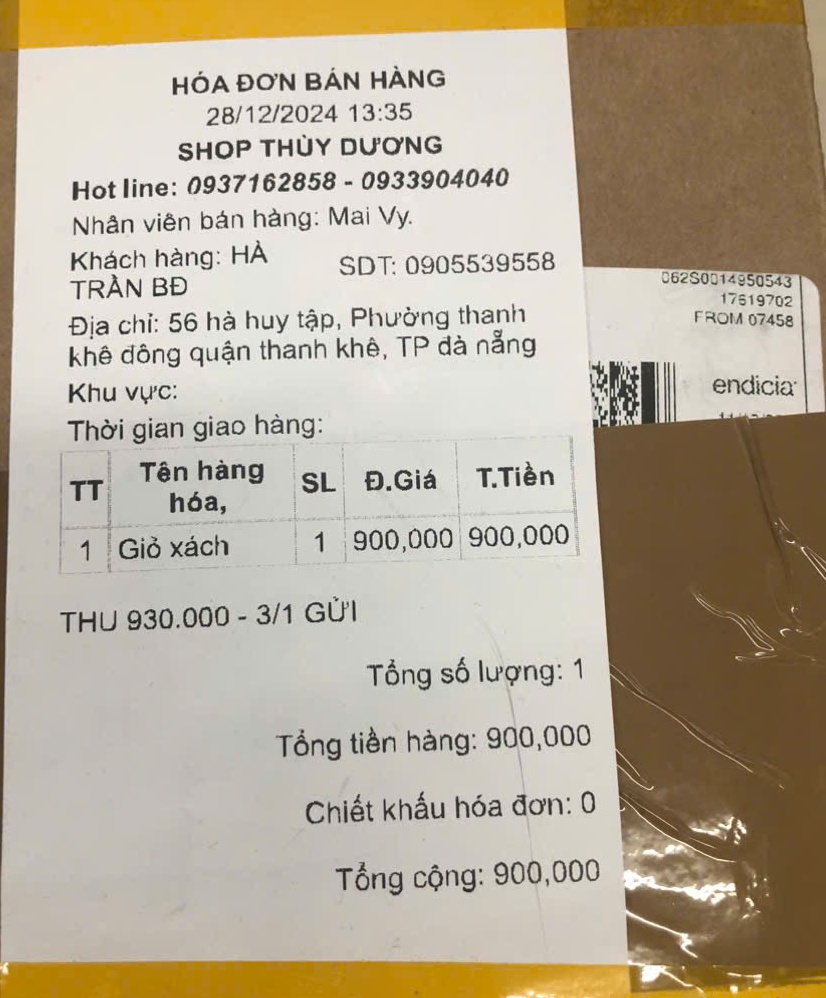 HÓA ĐƠN BÁN HÀNG
28/12/2024 13:35
SHOP THÙY DƯƠNG
Hot line: 0937162858 - 0933904040
Nhân viên bán hàng: Mai Vy.
Khách hàng: HÀ
TRẦN BĐ
SDT: 0905539558
Địa chỉ: 56 hà huy tập, Phường thanh
khê đông quận thanh khê, TP đà nẵng
Khu vực:
Thời gian giao hàng:
TT Tên hàng hóa, SL Đ.Giá T.Tiền
1 Giỏ xách 1 900,000 900,000
THU 930.000 - 3/1 GỬI
Tổng số lượng: 1
Tổng tiền hàng: 900,000
Chiết khấu hóa đơn: 0
Tổng cộng: 900,000
062S0014950543
17619702
FROM 07458
endicia